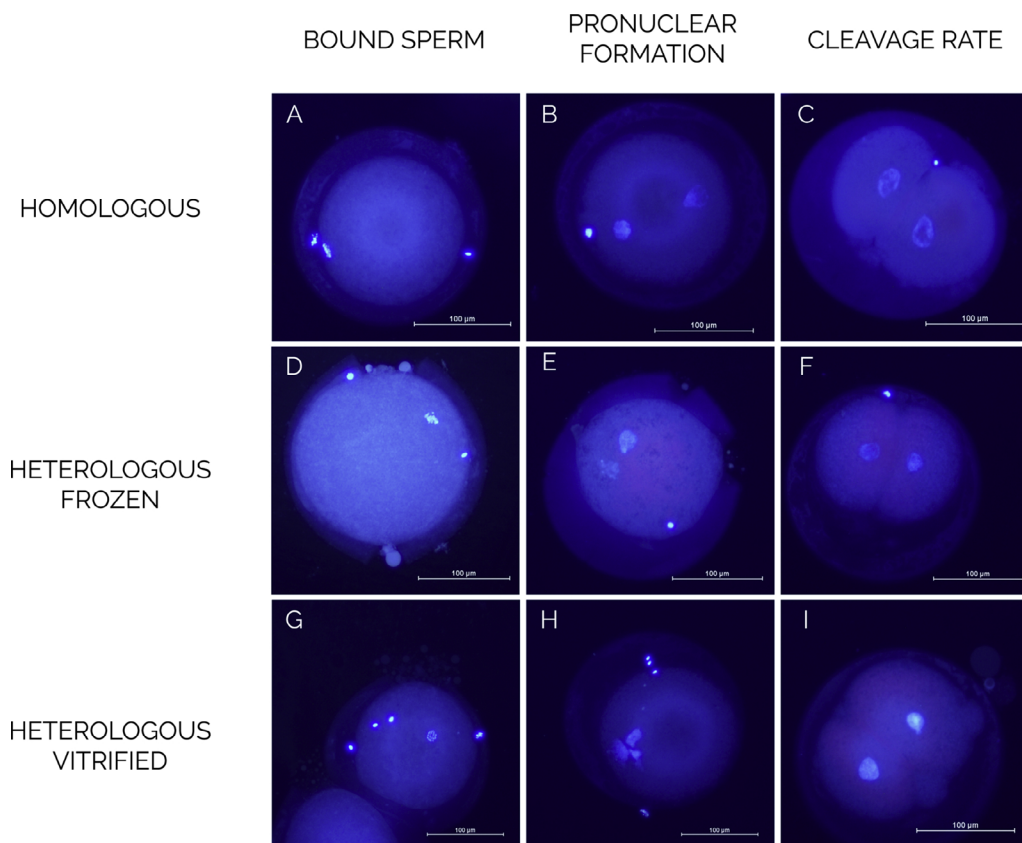 BOUND SPERM
PRONUCLEAR
FORMATION
CLEAVAGE RATE
HOMOLOGOUS
A
100 µm
B
100 µm
C
100 µm
HETEROLOGOUS
FROZEN
D
100 µm
E
100 µm
F
100 µm
HETEROLOGOUS
VITRIFIED
G
100 µm
H
100 µm
I
100 µm